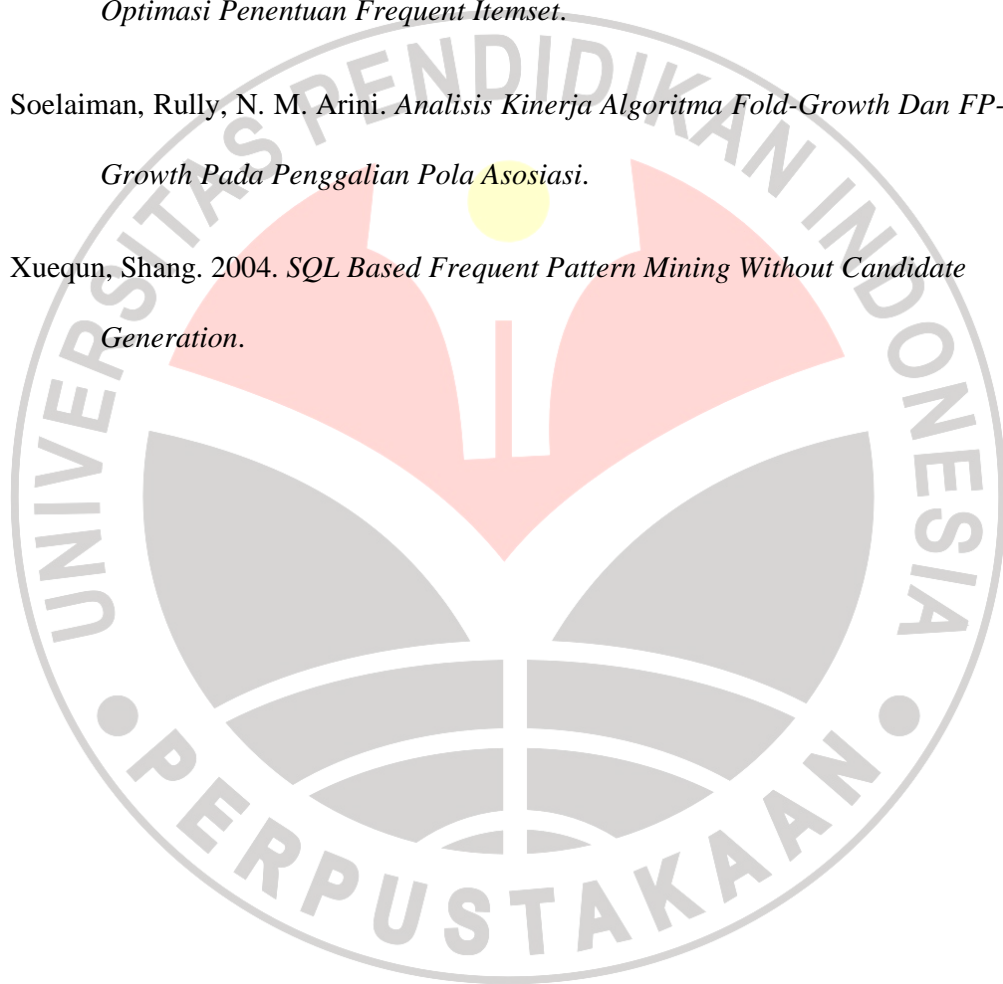 Optimasi Penentuan Frequent Itemset.
Soelaiman, Rully, N. M. Arini. Analisis Kinerja Algoritma Fold-Growth Dan FP-
Growth Pada Penggalian Pola Asosiasi.
Xuequn, Shang. 2004. SQL Based Frequent Pattern Mining Without Candidate
Generation.
UNIVERSITAS PENDIDIKAN INDONESIA
PERPUSTAKAAN